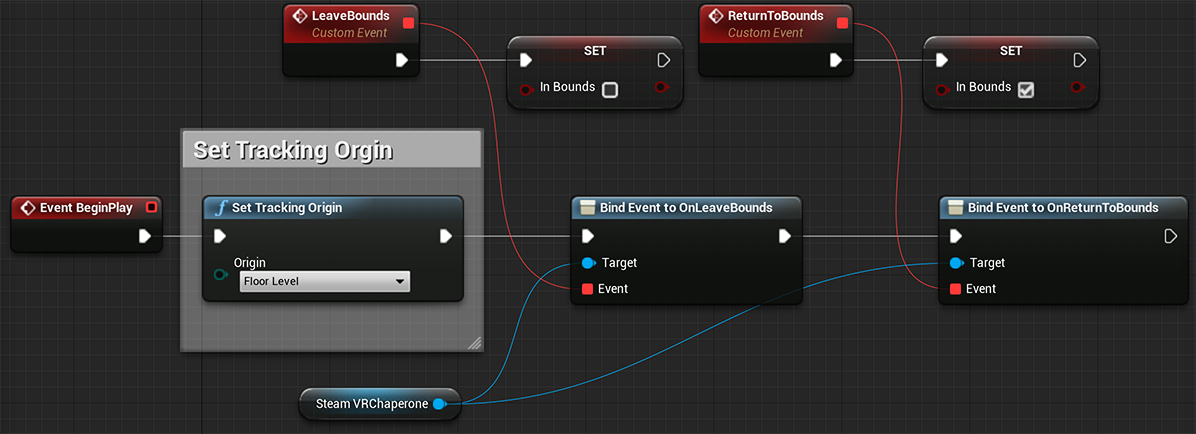 LeaveBounds
Custom Event
SET
In Bounds
ReturnToBounds
Custom Event
SET
In Bounds
Set Tracking Orgin
Event BeginPlay
Set Tracking Origin
Origin
Floor Level
Bind Event to OnLeaveBounds
Target
Event
Bind Event to OnReturnToBounds
Target
Event
Steam VRChaperone